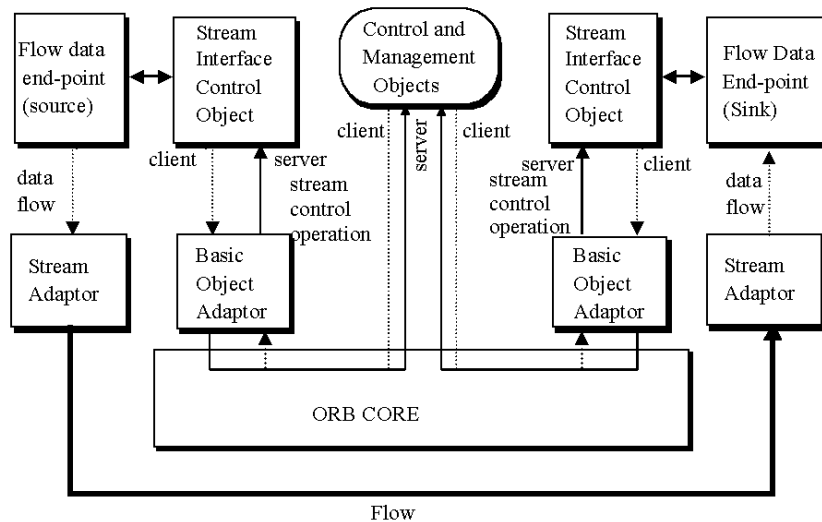 Flow data
end-point
(source)
Stream
Interface
Control
Object
Control and
Management
Objects
Stream
Interface
Control
Object
Flow Data
End-point
(Sink)
data
flow
client
server
stream
control
operation
client
server
client
server
stream
control
operation
client
data
flow
Stream
Adaptor
Basic
Object
Adaptor
Basic
Object
Adaptor
Stream
Adaptor
ORB CORE
Flow